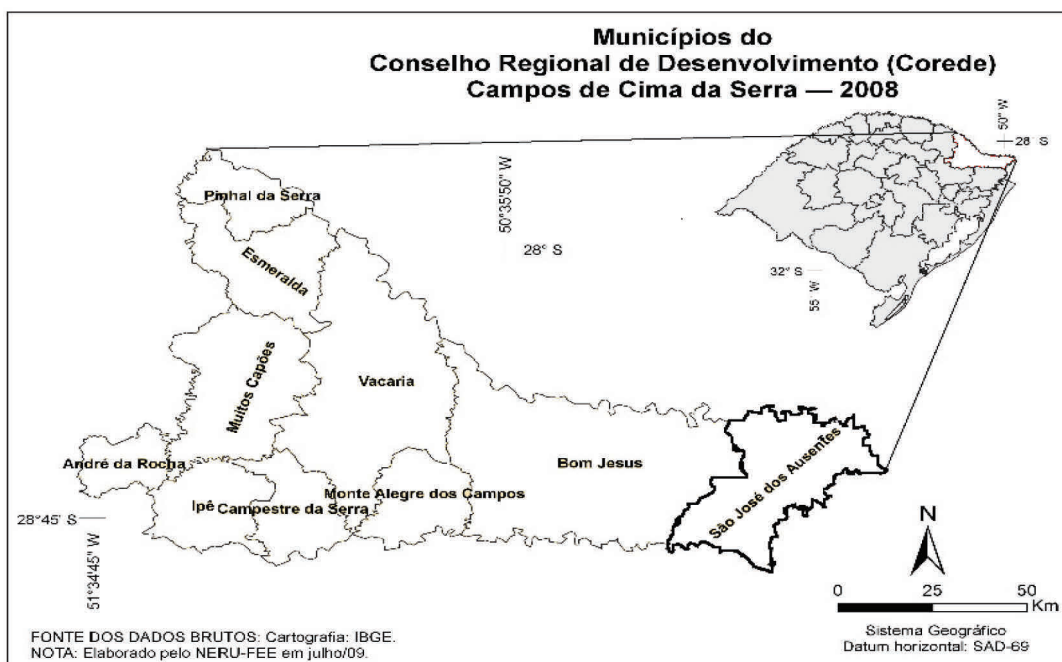 Municípios do
Conselho Regional de Desenvolvimento (Corede)
Campos de Cima da Serra — 2008
50° W
28° S
Pinhal da Serra
50°35'50" W
28° S
Esmeralda
32° S
55° W
Muitos Capões
Vacaria
André da Rocha
Bom Jesus
São José dos Ausentes
Monte Alegre dos Campos
Ipê
Campestre da Serra
28°45' S
51°34'45" W
N
0 25 50
Km
Sistema Geográfico
Datum horizontal: SAD-69
FONTE DOS DADOS BRUTOS: Cartografia: IBGE.
NOTA: Elaborado pelo NERU-FEE em julho/09.